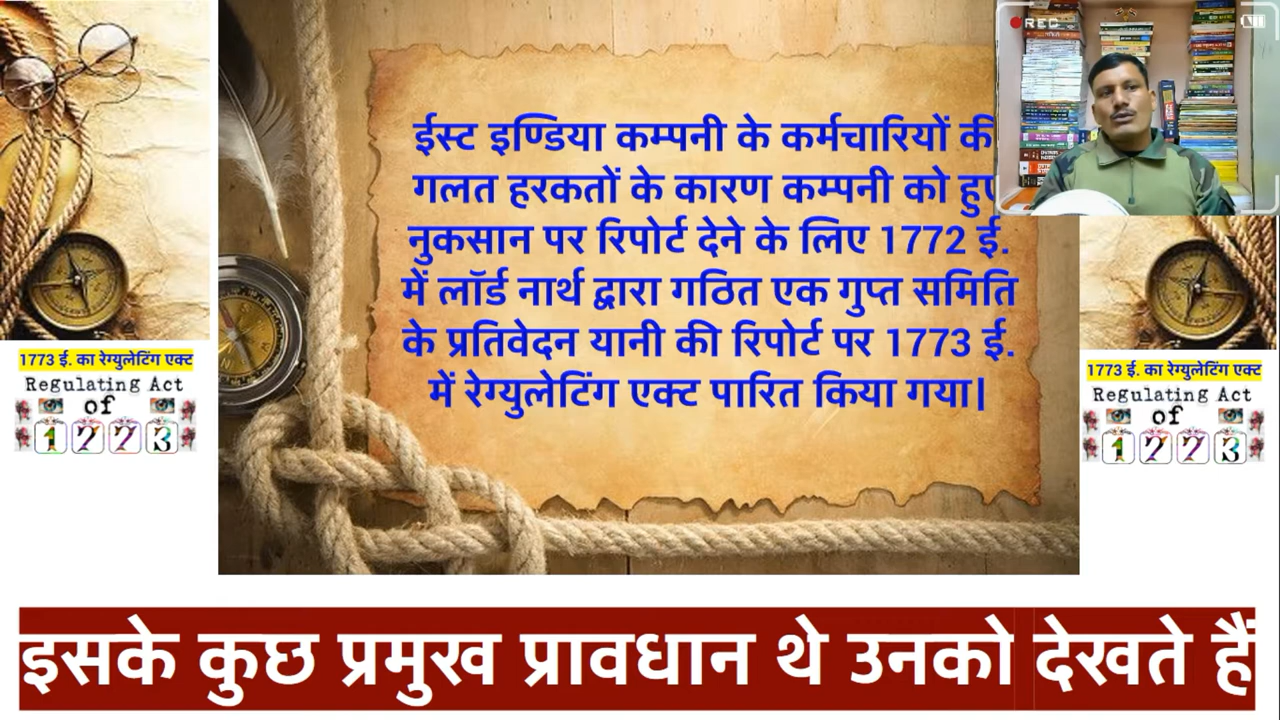 REC
ईस्ट इण्डिया कम्पनी के कर्मचारियों की
गलत हरकतों के कारण कम्पनी को हुए
नुकसान पर रिपोर्ट देने के लिए 1772 ई.
में लॉर्ड नार्थ द्वारा गठित एक गुप्त समिति
के प्रतिवेदन यानी की रिपोर्ट पर 1773 ई.
में रेग्युलेटिंग एक्ट पारित किया गया।
1773 ई. का रेग्युलेटिंग एक्ट
Regulating Act
of
1773
1773 ई. का रेग्युलेटिंग एक्ट
Regulating Act
of
1773
इसके कुछ प्रमुख प्रावधान थे उनको देखते हैं